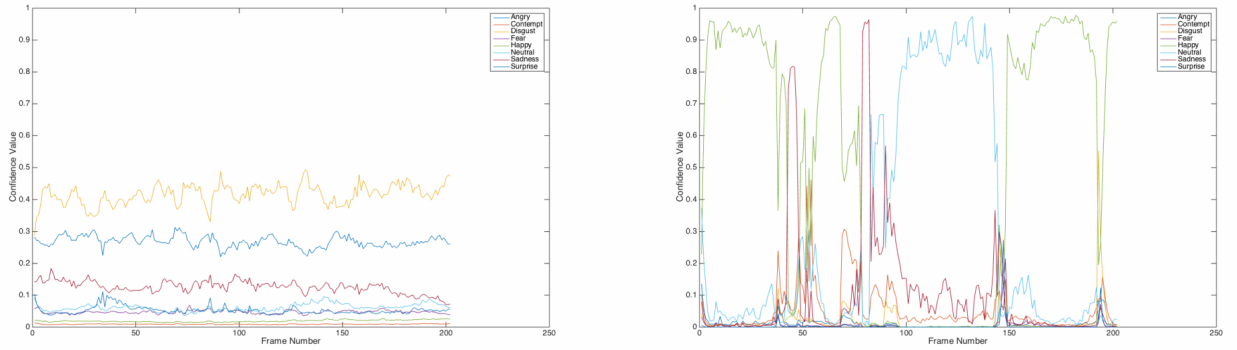 1
0.9
0.8
0.7
0.6
0.5
0.4
0.3
0.2
0.1
0
Confidence Value
0 50 100 150 200 250
Frame Number
Angry
Contempt
Disgust
Fear
Happy
Neutral
Sadness
Surprise
1
0.9
0.8
0.7
0.6
0.5
0.4
0.3
0.2
0.1
0
Confidence Value
0 50 100 150 200 250
Frame Number
Angry
Contempt
Disgust
Fear
Happy
Neutral
Sadness
Surprise